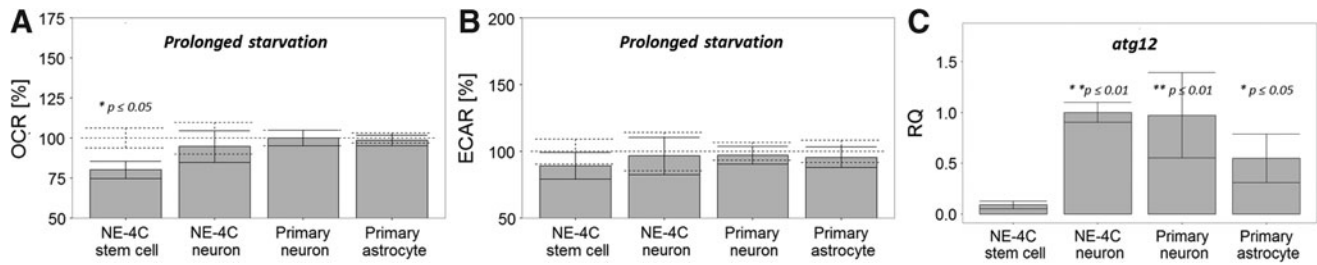 A
Prolonged starvation
OCR [%]
175
150
125
100
75
50
* p ≤ 0.05
NE-4C stem cell
NE-4C neuron
Primary neuron
Primary astrocyte
B
Prolonged starvation
ECAR [%]
200
150
100
50
NE-4C stem cell
NE-4C neuron
Primary neuron
Primary astrocyte
C
atg12
RQ
1.5
1.0
0.5
0.0
* *p ≤ 0.01
** p ≤ 0.01
* p ≤ 0.05
NE-4C stem cell
NE-4C neuron
Primary neuron
Primary astrocyte